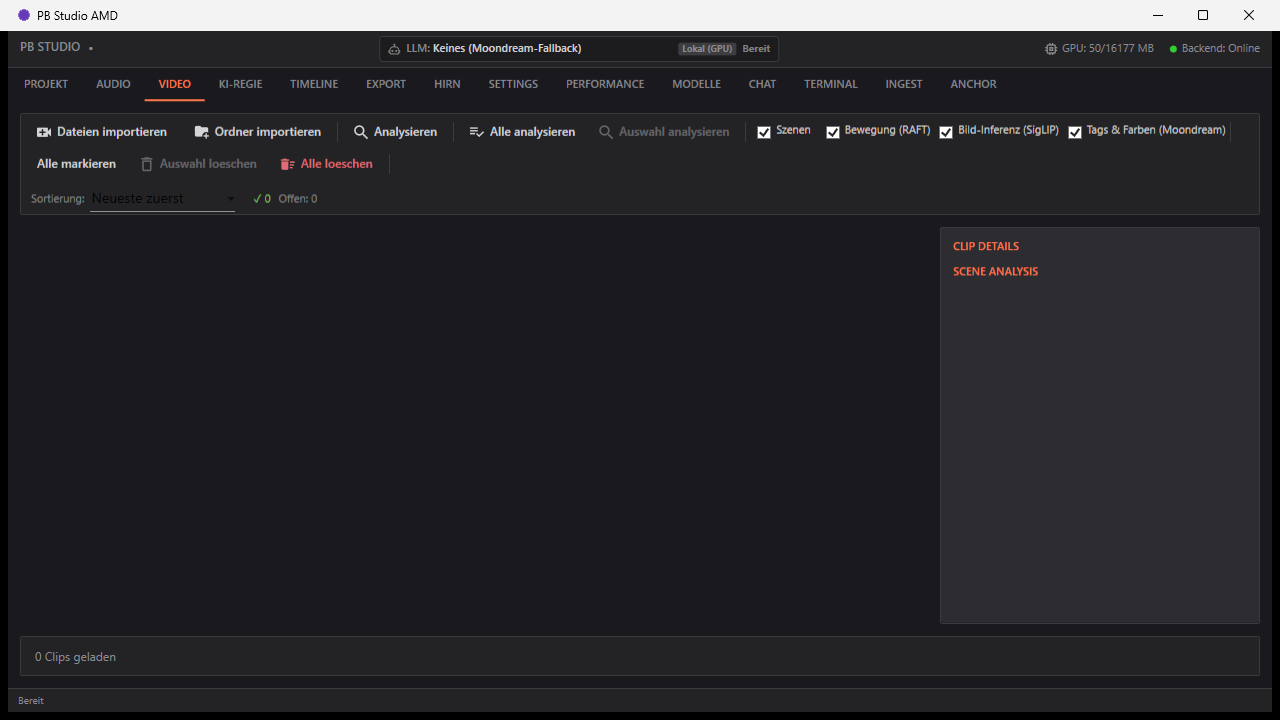 PB Studio AMD
PB STUDIO •
LLM: Keines (Moondream-Fallback) Lokal (GPU) Bereit
GPU: 50/16177 MB Backend: Online
PROJEKT AUDIO VIDEO KI-REGIE TIMELINE EXPORT HIRN SETTINGS PERFORMANCE MODELLE CHAT TERMINAL INGEST ANCHOR
Dateien importieren Ordner importieren Analysieren Alle analysieren Auswahl analysieren Szenen Bewegung (RAFT) Bild-Inferenz (SigLIP) Tags & Farben (Moondream)
Alle markieren Auswahl loeschen Alle loeschen
Sortierung: Neueste zuerst ✓ 0 Offen: 0
CLIP DETAILS
SCENE ANALYSIS
0 Clips geladen
Bereit